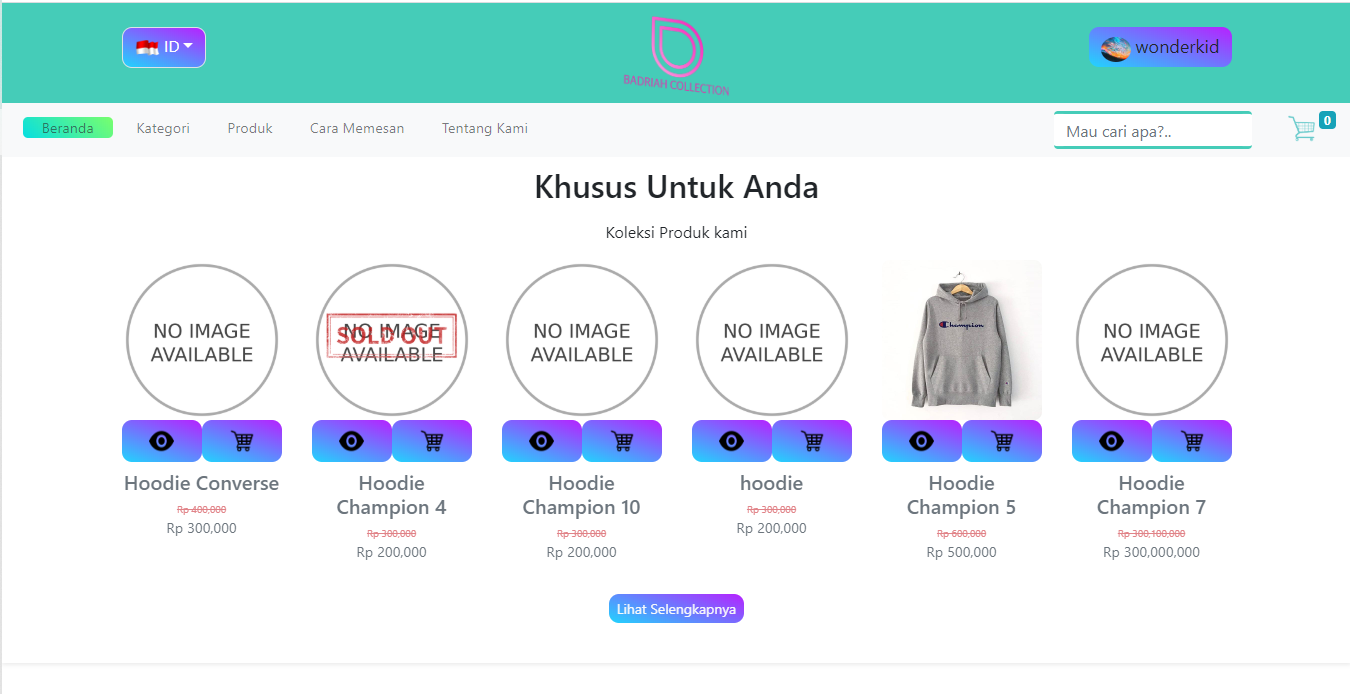 ID
BADRIAH COLLECTION
wonderkid
Beranda
Kategori
Produk
Cara Memesan
Tentang Kami
Mau cari apa?..
0
Khusus Untuk Anda
Koleksi Produk kami
NO IMAGE
AVAILABLE
NO IMAGE
AVAILABLE
SOLD OUT
NO IMAGE
AVAILABLE
NO IMAGE
AVAILABLE
Champion
NO IMAGE
AVAILABLE
Hoodie Converse
Rp 400,000
Rp 300,000
Hoodie
Champion 4
Rp 300,000
Rp 200,000
Hoodie
Champion 10
Rp 300,000
Rp 200,000
hoodie
Rp 300,000
Rp 200,000
Hoodie
Champion 5
Rp 600,000
Rp 500,000
Hoodie
Champion 7
Rp 300,100,000
Rp 300,000,000
Lihat Selengkapnya